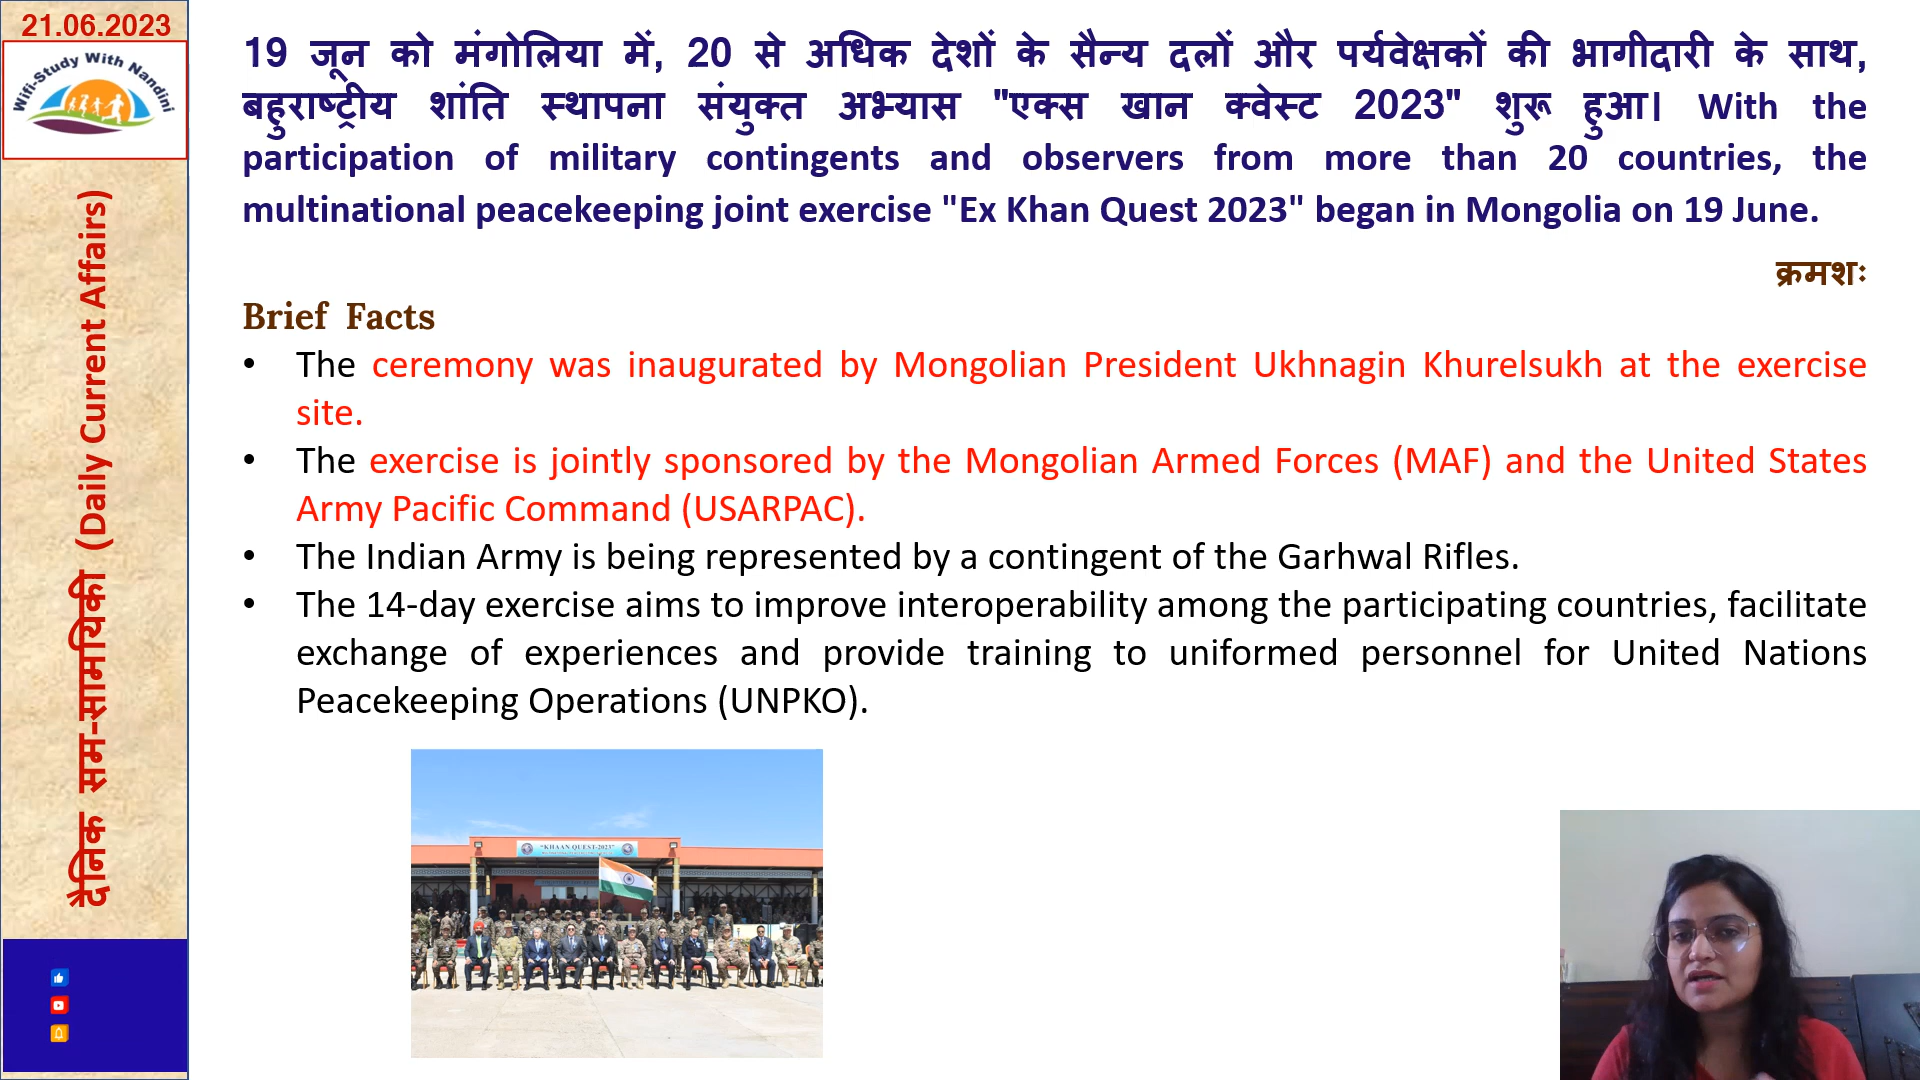 21.06.2023
Wifi-Study With Nandini
दैनिक सम-सामयिकी (Daily Current Affairs)
19 जून को मंगोलिया में, 20 से अधिक देशों के सैन्य दलों और पर्यवेक्षकों की भागीदारी के साथ,
बहुराष्ट्रीय शांति स्थापना संयुक्त अभ्यास "एक्स खान क्वेस्ट 2023" शुरू हुआ। With the
participation of military contingents and observers from more than 20 countries, the
multinational peacekeeping joint exercise "Ex Khan Quest 2023" began in Mongolia on 19 June.
क्रमशः
Brief Facts
• The ceremony was inaugurated by Mongolian President Ukhnagin Khurelsukh at the exercise
site.
• The exercise is jointly sponsored by the Mongolian Armed Forces (MAF) and the United States
Army Pacific Command (USARPAC).
• The Indian Army is being represented by a contingent of the Garhwal Rifles.
• The 14-day exercise aims to improve interoperability among the participating countries, facilitate
exchange of experiences and provide training to uniformed personnel for United Nations
Peacekeeping Operations (UNPKO).
"KHAAN QUEST-2023"